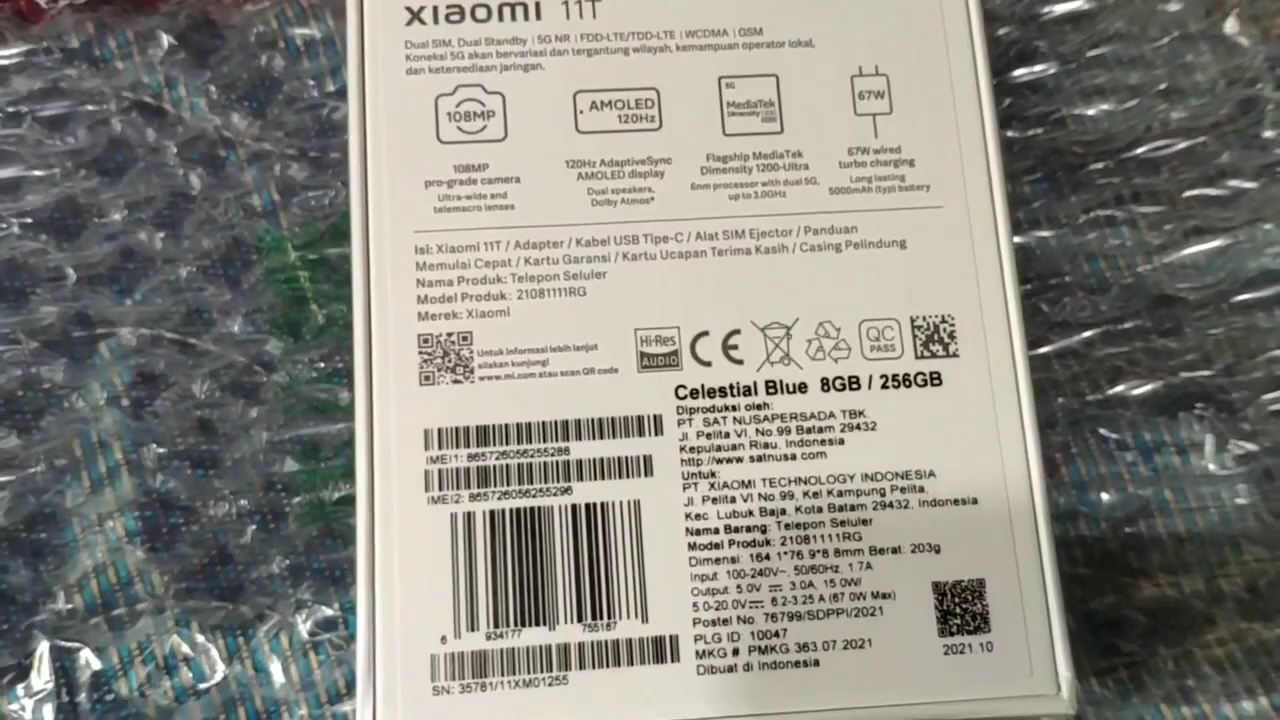 xiaomi 11T
Dual SIM, Dual Standby | 5G NR | FDD-LTE/TDD-LTE | WCDMA | GSM
Koneksi 5G akan bervariasi dan tergantung wilayah, kemampuan operator lokal,
dan ketersediaan jaringan.
108MP
AMOLED
120Hz
5G
MediaTek
Dimensity
67W
108MP
pro-grade camera
Ultra-wide and
telemacro lenses
120Hz AdaptiveSync
AMOLED display
Dual speakers,
Dolby Atmos®
Flagship MediaTek
Dimensity 1200-Ultra
6nm processor with dual 5G,
up to 3.0GHz
67W wired
turbo charging
Long lasting
5000mAh (typ) battery
Isi: Xiaomi 11T / Adapter / Kabel USB Tipe-C / Alat SIM Ejector / Panduan
Memulai Cepat / Kartu Garansi / Kartu Ucapan Terima Kasih / Casing Pelindung
Nama Produk: Telepon Seluler
Model Produk: 21081111RG
Merek: Xiaomi
Untuk informasi lebih lanjut
silakan kunjungi
www.mi.com atau scan QR code
Hi-Res
AUDIO
CE
QC
PASS
Celestial Blue 8GB / 256GB
Diproduksi oleh:
PT. SAT NUSAPERSADA TBK.
Jl. Pelita VI, No.99 Batam 29432
Kepulauan Riau, Indonesia
http://www.satnusa.com
Untuk:
PT. XIAOMI TECHNOLOGY INDONESIA
Jl. Pelita VI No.99, Kel Kampung Pelita,
Kec. Lubuk Baja, Kota Batam 29432, Indonesia
Nama Barang: Telepon Seluler
Model Produk: 21081111RG
Dimensi: 164.1*76.9*8.8mm Berat: 203g
Input: 100-240V~, 50/60Hz, 1.7A
Output: 5.0V ⎓ 3.0A, 15.0W/
5.0-20.0V ⎓ 6.2-3.25 A (67.0W Max)
Postel No. 76799/SDPPI/2021
PLG ID: 10047
MKG #: PMKG.363.07.2021
Dibuat di Indonesia
IMEI1: 865726056255288
IMEI2: 865726056255296
6 934177 755167
SN: 35781/11XM01255
2021.10